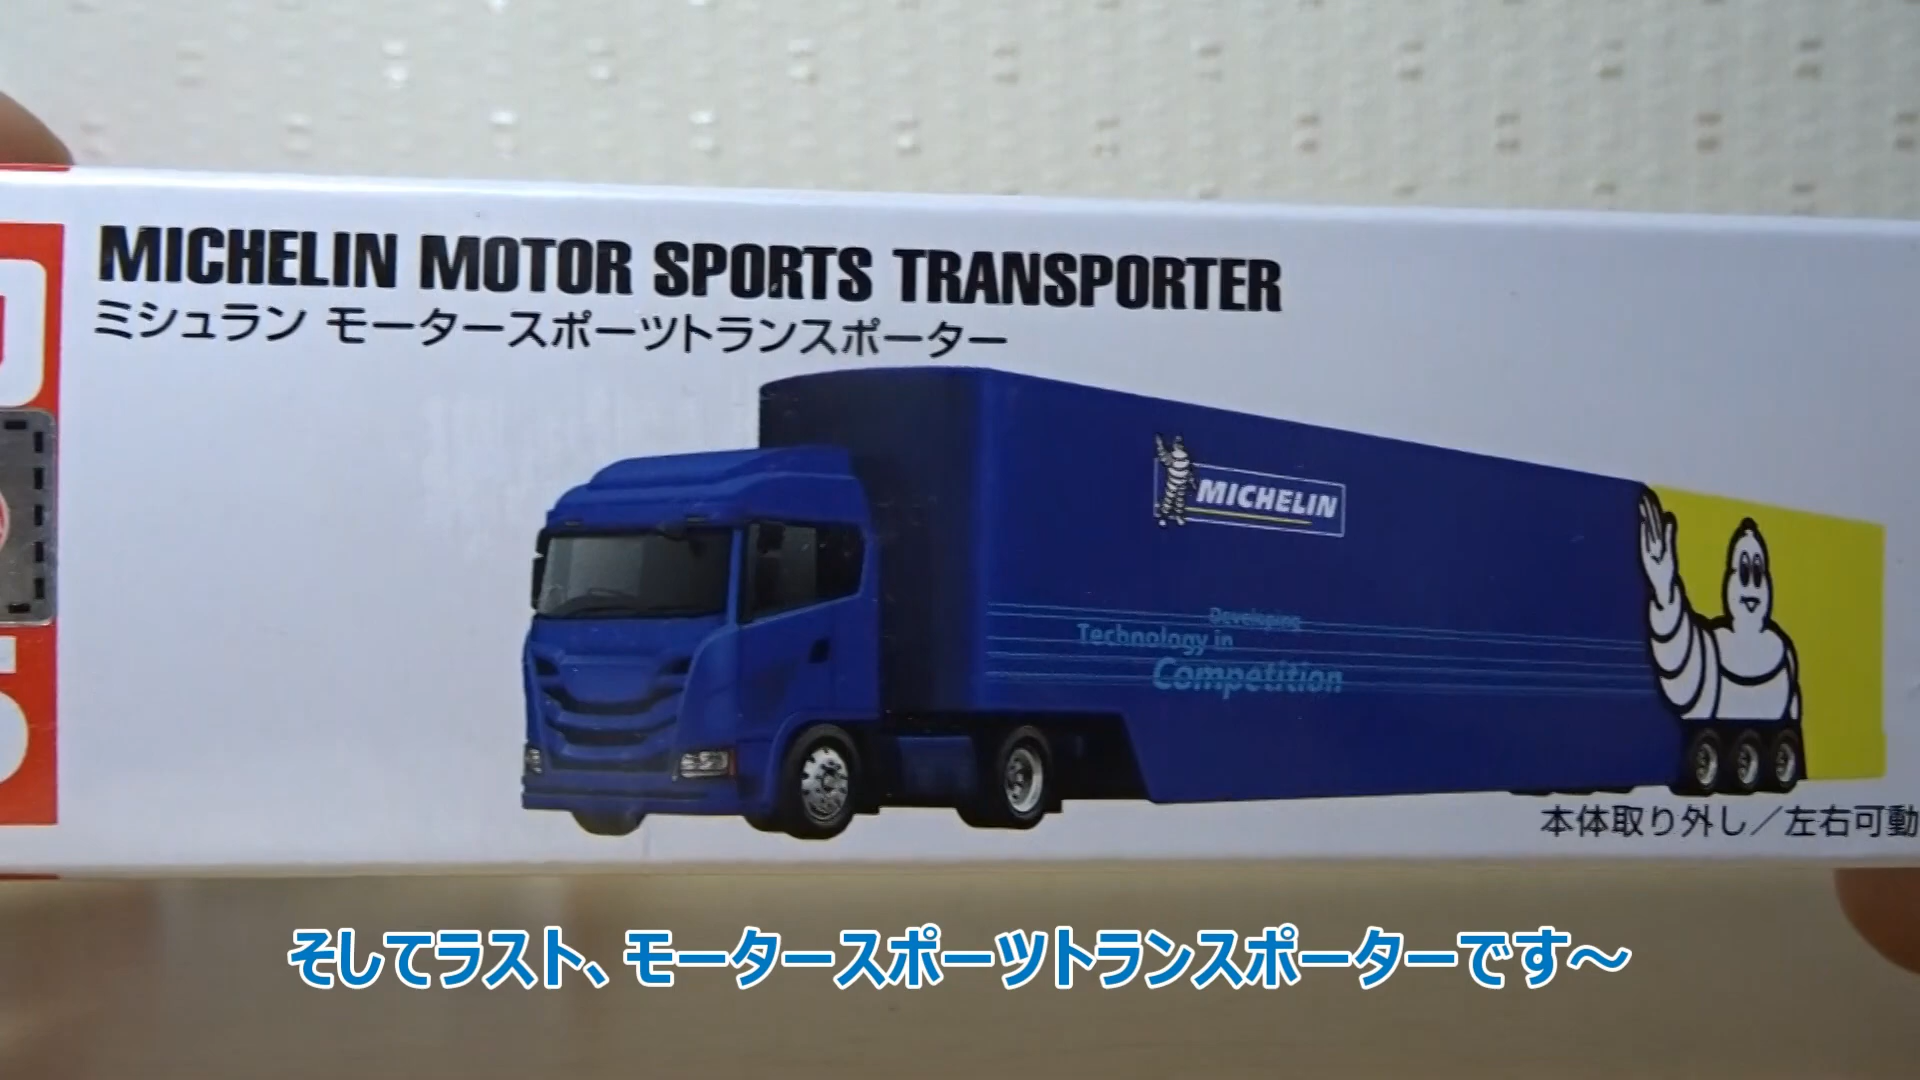 MICHELIN MOTOR SPORTS TRANSPORTER
ミシュラン モータースポーツトランスポーター
MICHELIN
Developing
Technology in
Competition
本体取り外し／左右可動
そしてラスト、モータースポーツトランスポーターです～